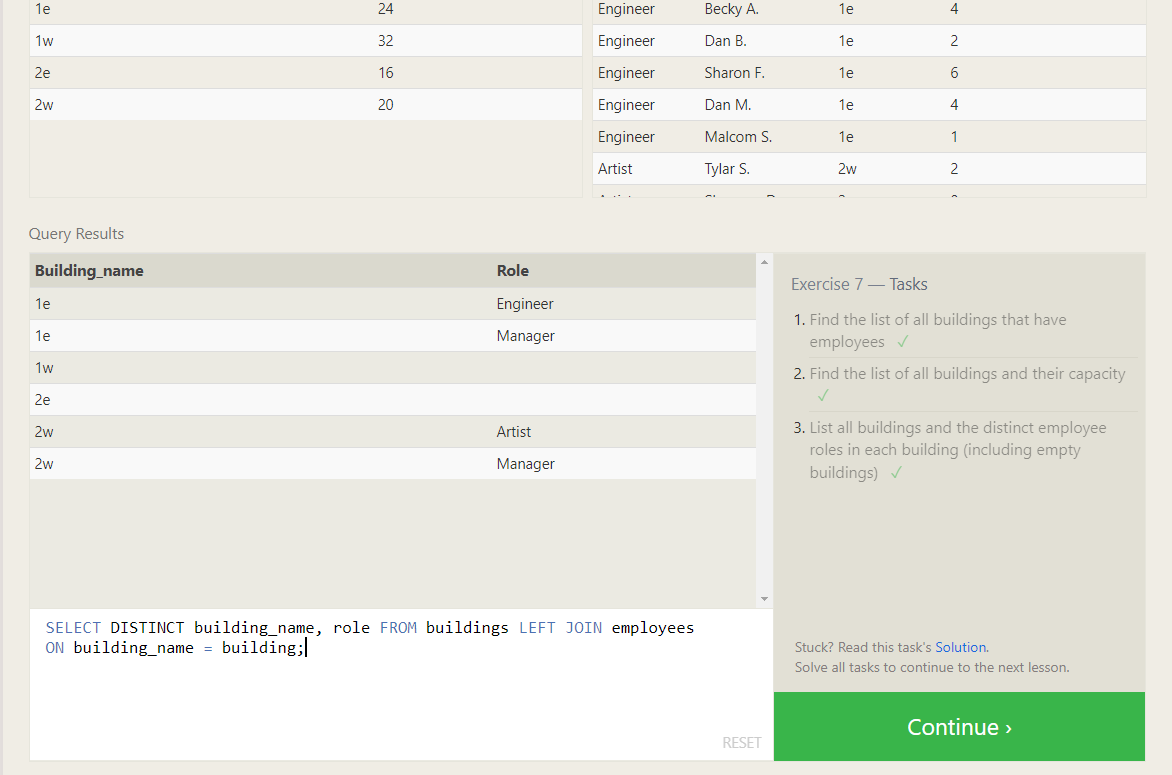 1e 24
1w 32
2e 16
2w 20
Engineer Becky A. 1e 4
Engineer Dan B. 1e 2
Engineer Sharon F. 1e 6
Engineer Dan M. 1e 4
Engineer Malcom S. 1e 1
Artist Tylar S. 2w 2
Query Results
Building_name Role
1e Engineer
1e Manager
1w
2e
2w Artist
2w Manager
Exercise 7 — Tasks
1. Find the list of all buildings that have
employees ✓
2. Find the list of all buildings and their capacity
✓
3. List all buildings and the distinct employee
roles in each building (including empty
buildings) ✓
SELECT DISTINCT building_name, role FROM buildings LEFT JOIN employees
ON building_name = building;
RESET
Stuck? Read this task's Solution.
Solve all tasks to continue to the next lesson.
Continue ›